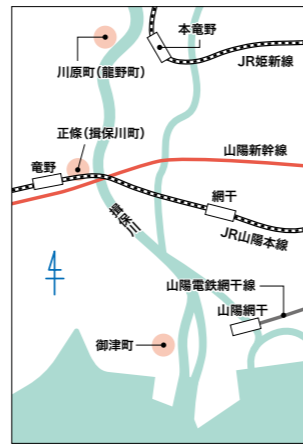 本竜野
川原町(龍野町)
JR姫新線
正條(揖保川町)
山陽新幹線
竜野
網干
JR山陽本線
揖保川
山陽電鉄網干線
山陽網干
御津町